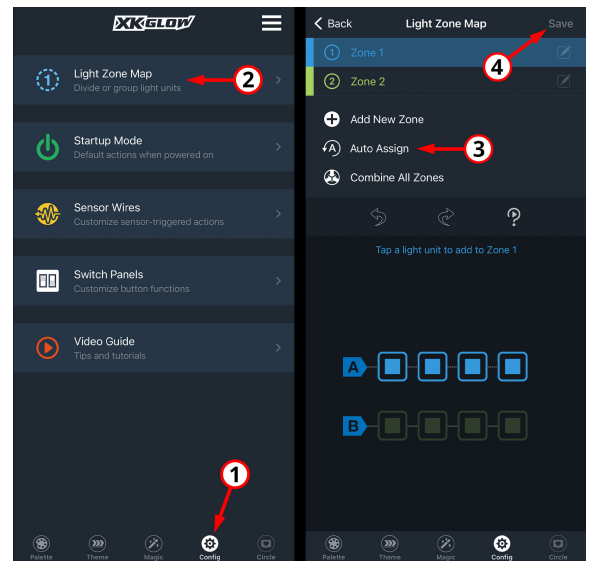 XKGLOW
Light Zone Map
Divide or group light units
2
Startup Mode
Default actions when powered on
Sensor Wires
Customize sensor-triggered actions
Switch Panels
Customize button functions
Video Guide
Tips and tutorials
1
Palette Theme Magic Config Circle
Back Light Zone Map Save
1 Zone 1
4
2 Zone 2
Add New Zone
A Auto Assign 3
Combine All Zones
?
Tap a light unit to add to Zone 1
A
B
Palette Theme Magic Config Circle